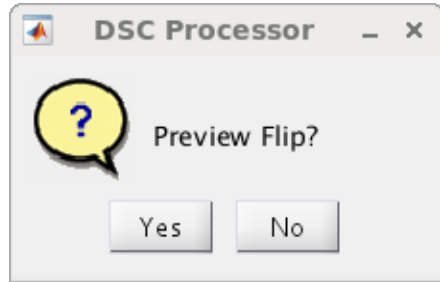 DSC Processor
?
Preview Flip?
Yes No